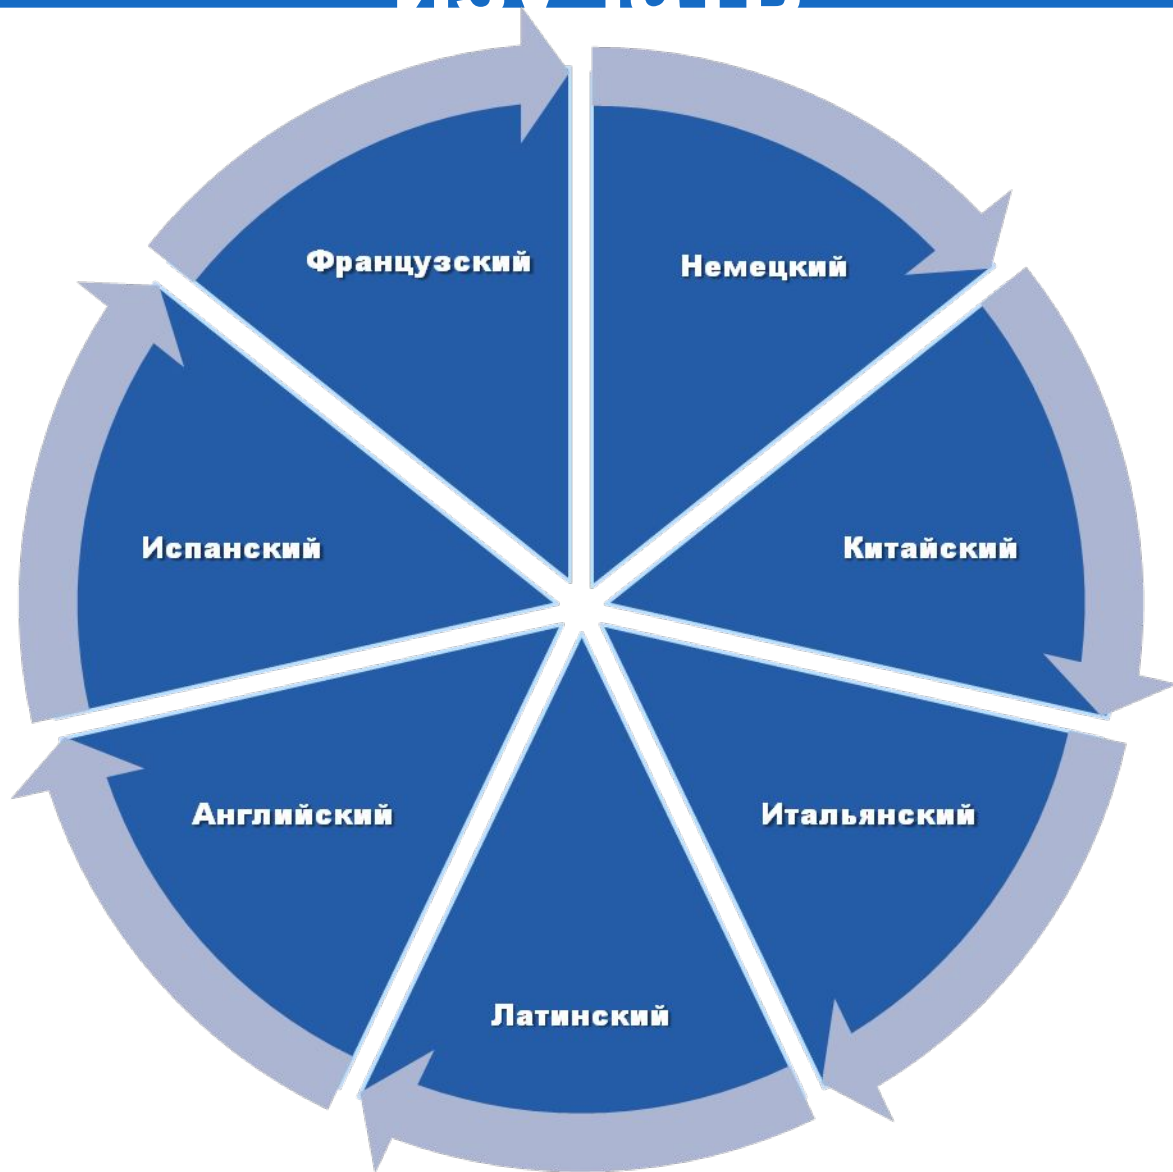 Французский
Немецкий
Испанский
Китайский
Английский
Итальянский
Латинский